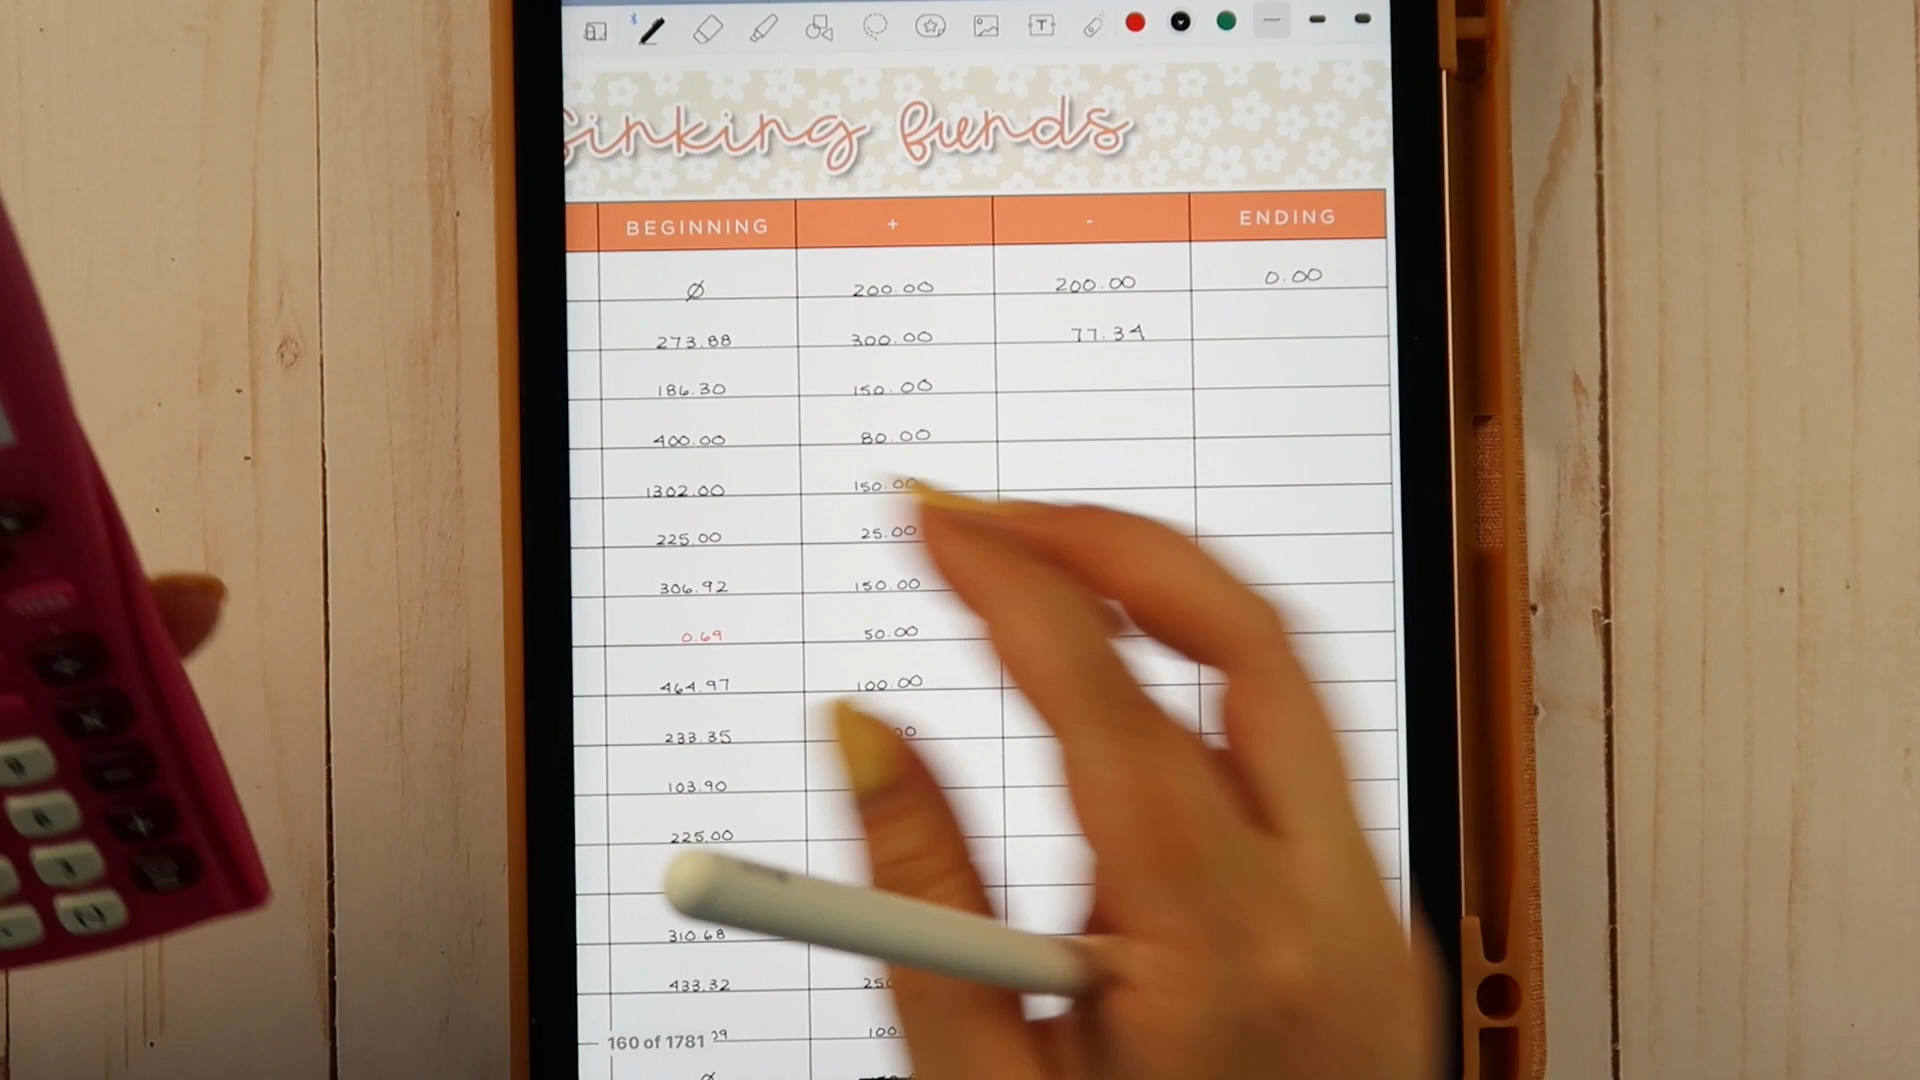 sinking funds
BEGINNING + - ENDING
Ø 200.00 200.00 0.00
273.88 300.00 77.34
186.30 150.00
400.00 80.00
1302.00 150.00
225.00 25.00
306.92 150.00
0.69 50.00
464.97 100.00
233.35
103.90
225.00
310.68
433.32 250
160 of 1781 39 100.
Ø